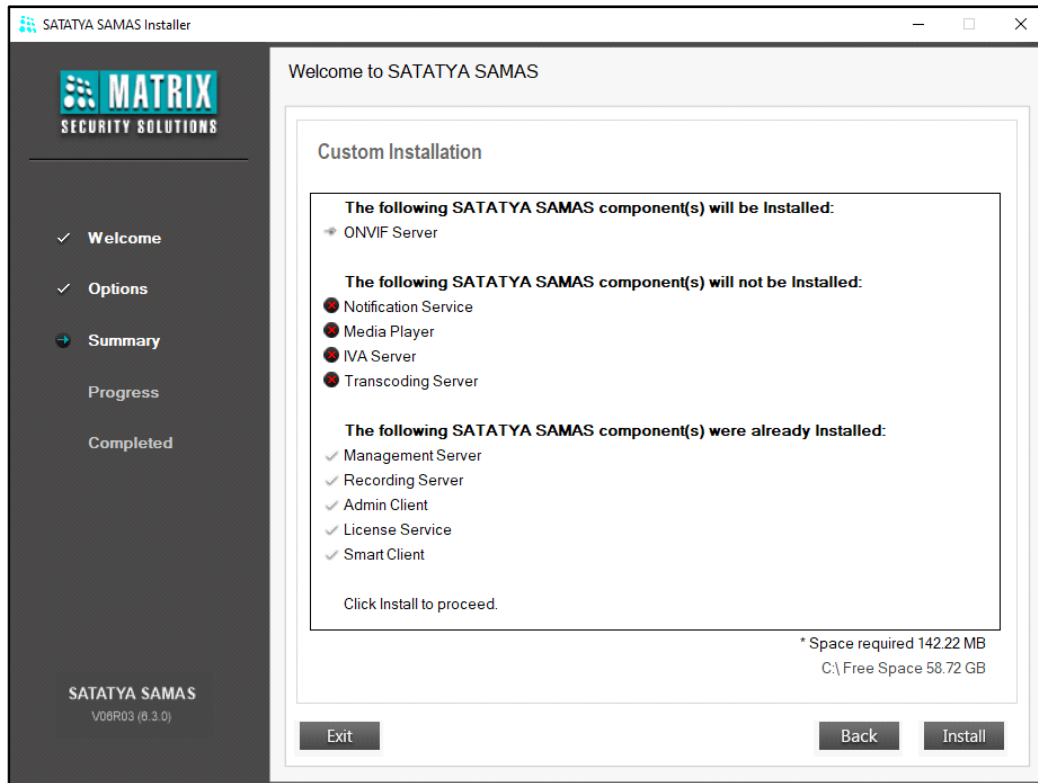 SATATYA SAMAS Installer
MATRIX
SECURITY SOLUTIONS
Welcome
Options
Summary
Progress
Completed
SATATYA SAMAS
V06R03 (6.3.0)
Welcome to SATATYA SAMAS
Custom Installation
The following SATATYA SAMAS component(s) will be Installed:
ONVIF Server
The following SATATYA SAMAS component(s) will not be Installed:
Notification Service
Media Player
IVA Server
Transcoding Server
The following SATATYA SAMAS component(s) were already Installed:
Management Server
Recording Server
Admin Client
License Service
Smart Client
Click Install to proceed.
* Space required 142.22 MB
C:\ Free Space 58.72 GB
Exit
Back
Install